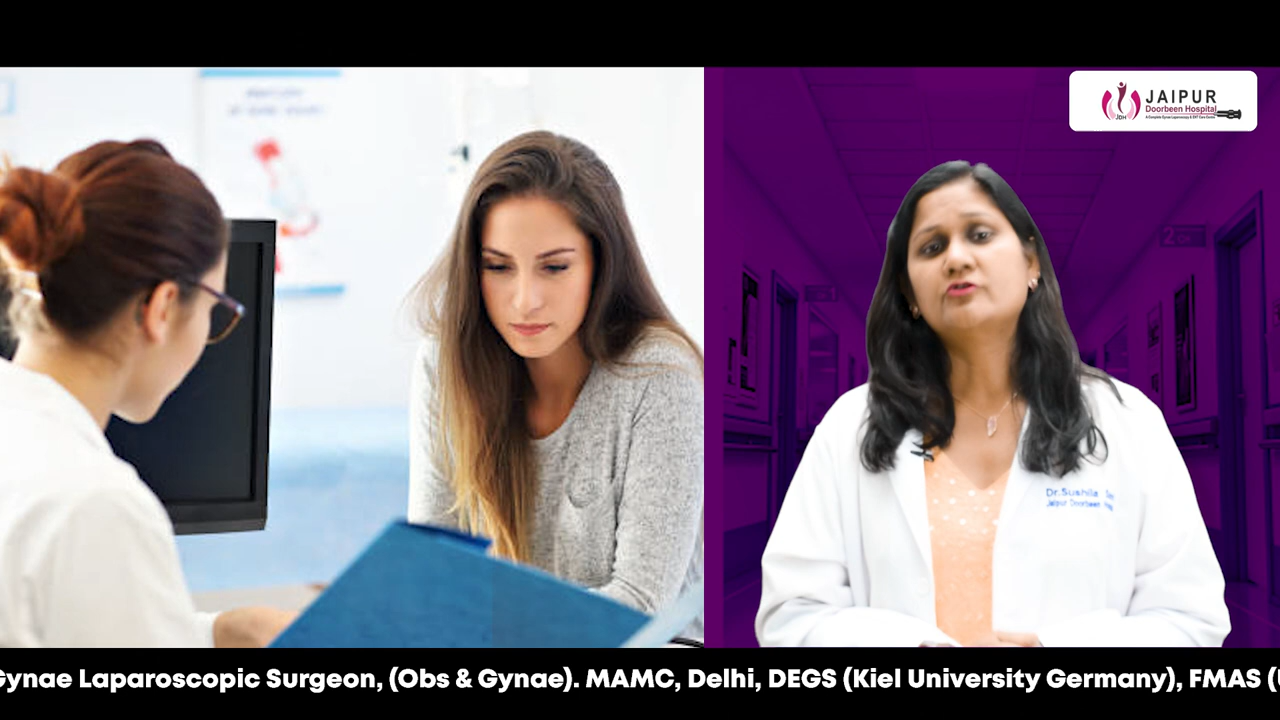 JAIPUR
Doorbeen Hospital
JDH
Dr. Sushila
Jaipur Doorbeen
Gynae Laparoscopic Surgeon, (Obs & Gynae). MAMC, Delhi, DEGS (Kiel University Germany), FMAS (